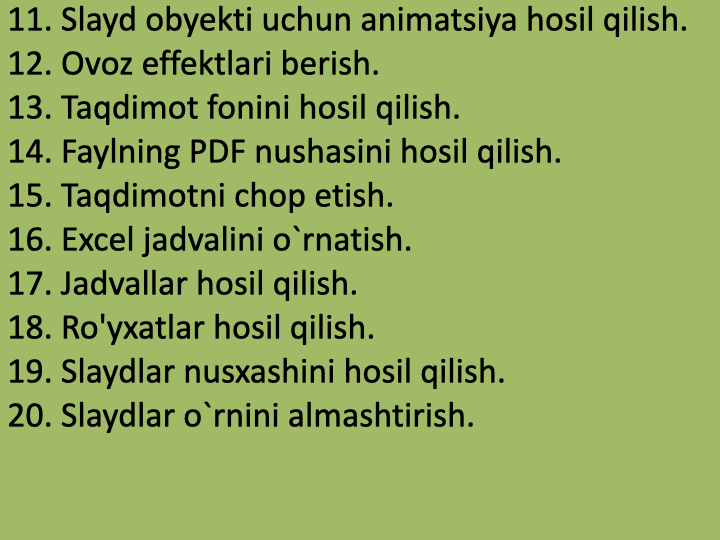 11. Slayd obyekti uchun animatsiya hosil qilish.
12. Ovoz effektlari berish.
13. Taqdimot fonini hosil qilish.
14. Faylning PDF nushasini hosil qilish.
15. Taqdimotni chop etish.
16. Excel jadvalini o`rnatish.
17. Jadvallar hosil qilish.
18. Ro'yxatlar hosil qilish.
19. Slaydlar nusxashini hosil qilish.
20. Slaydlar o`rnini almashtirish.